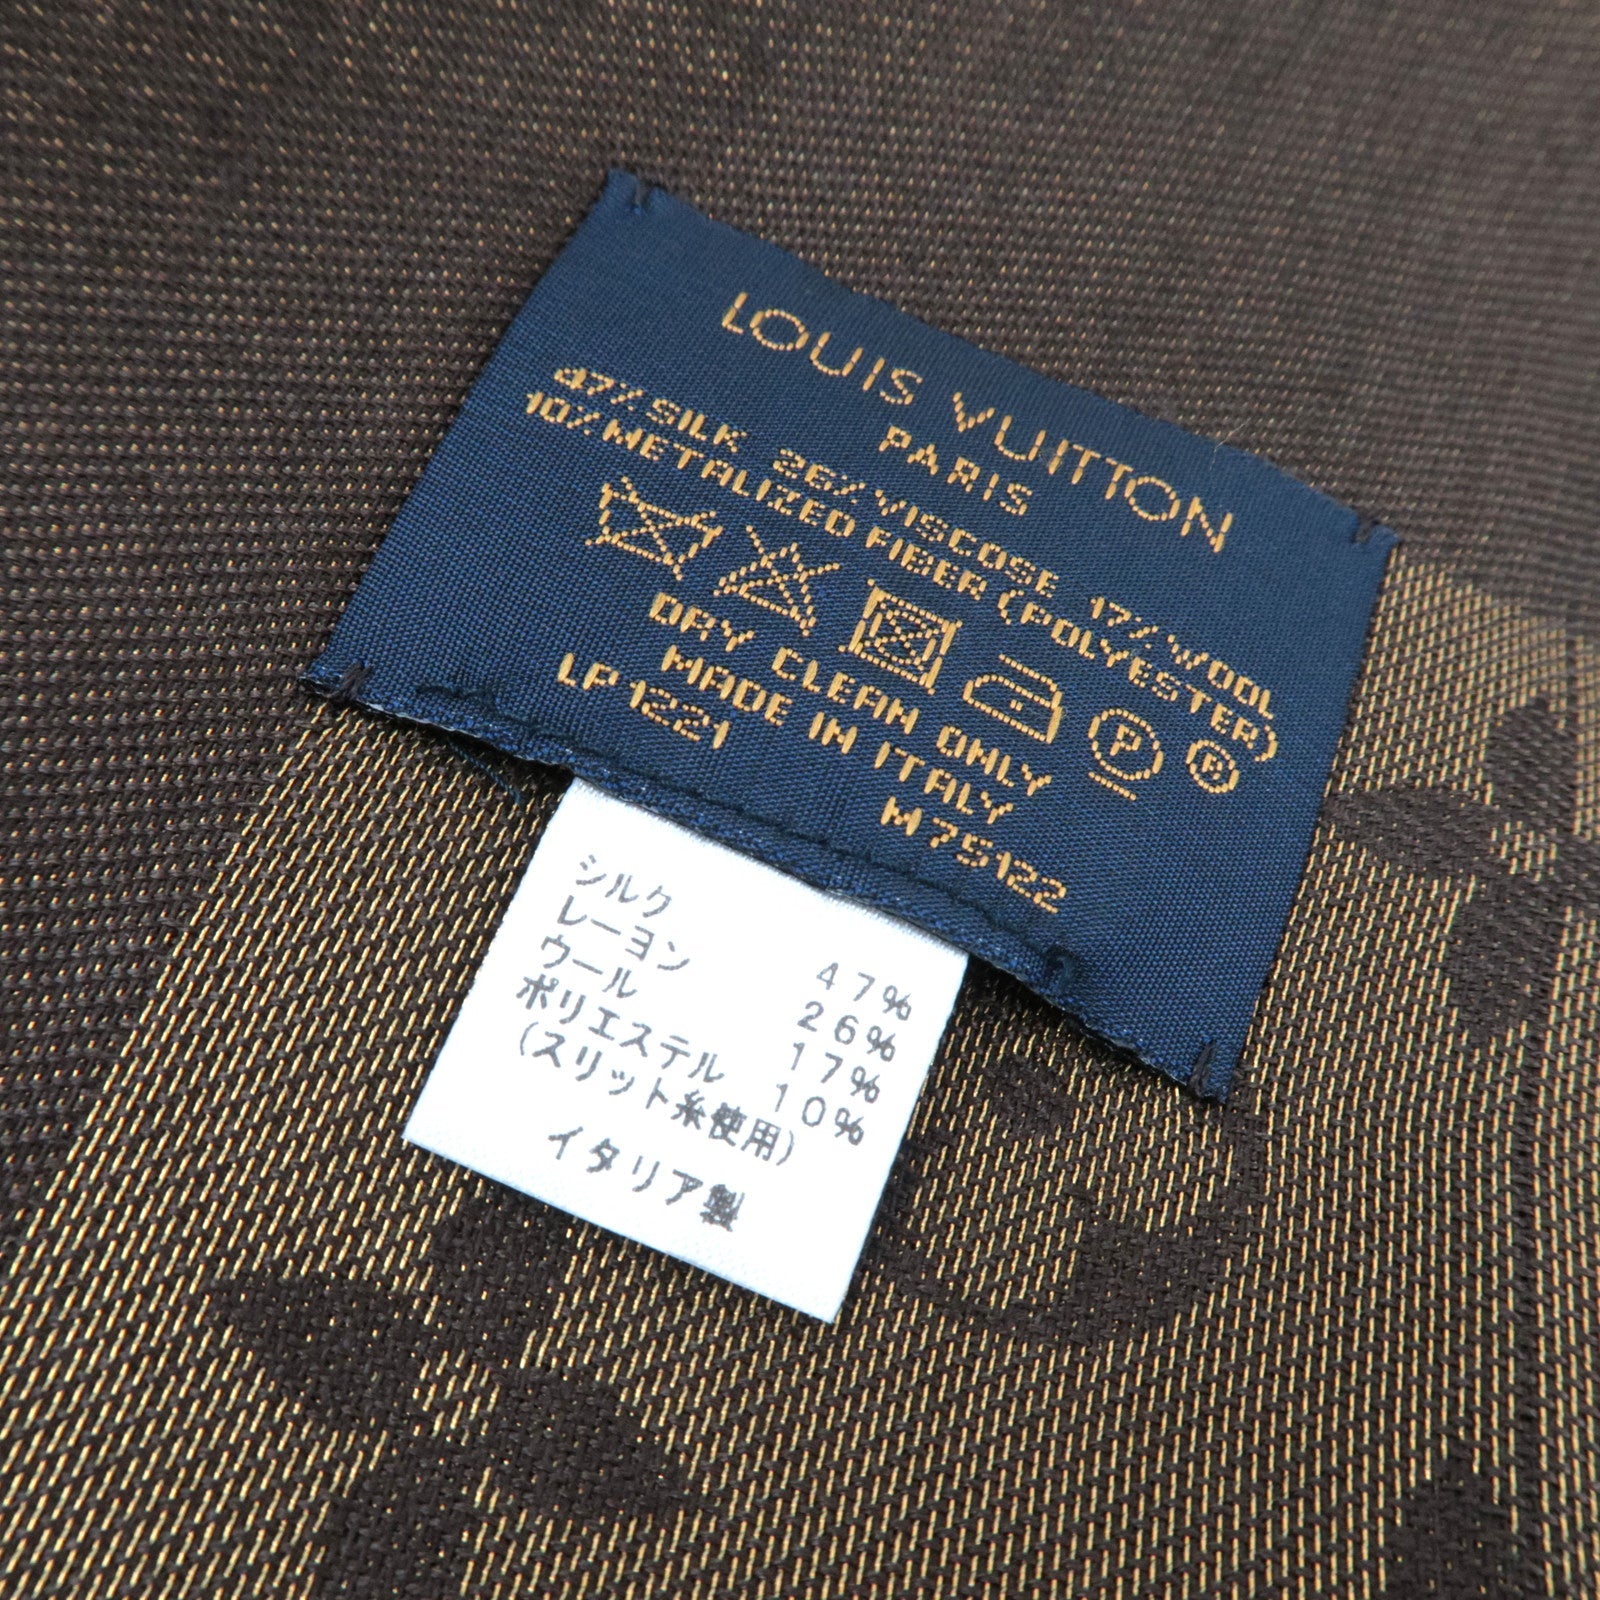 LOUIS VUITTON
PARIS
47% SILK 26% VISCOSE 17% WOOL
10% METALIZED FIBER (POLYESTER)
P F
DRY CLEAN ONLY
MADE IN ITALY
LP1221 M75122
シルク 47%
レーヨン 26%
ウール 17%
ポリエステル 10%
(スリット糸使用)
イタリア製